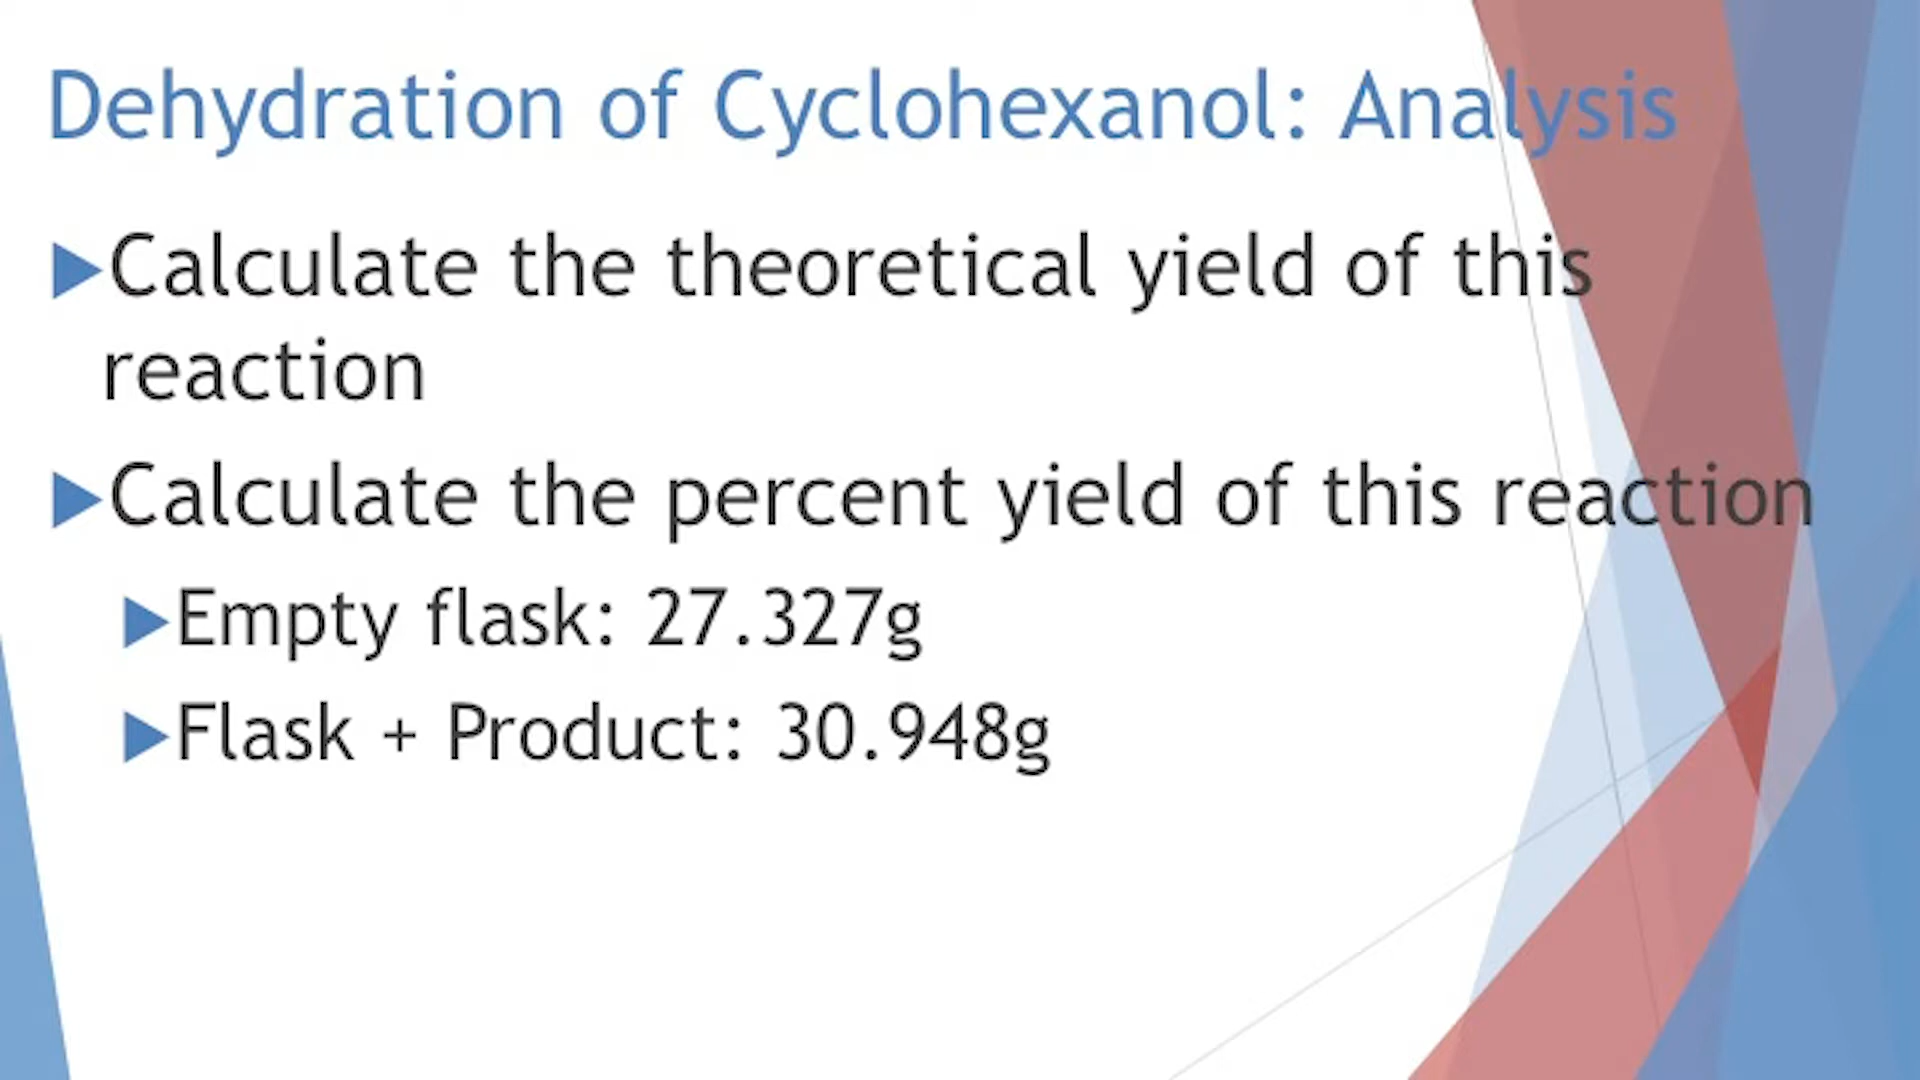 Dehydration of Cyclohexanol: Analysis
Calculate the theoretical yield of this
reaction
Calculate the percent yield of this reaction
Empty flask: 27.327g
Flask + Product: 30.948g